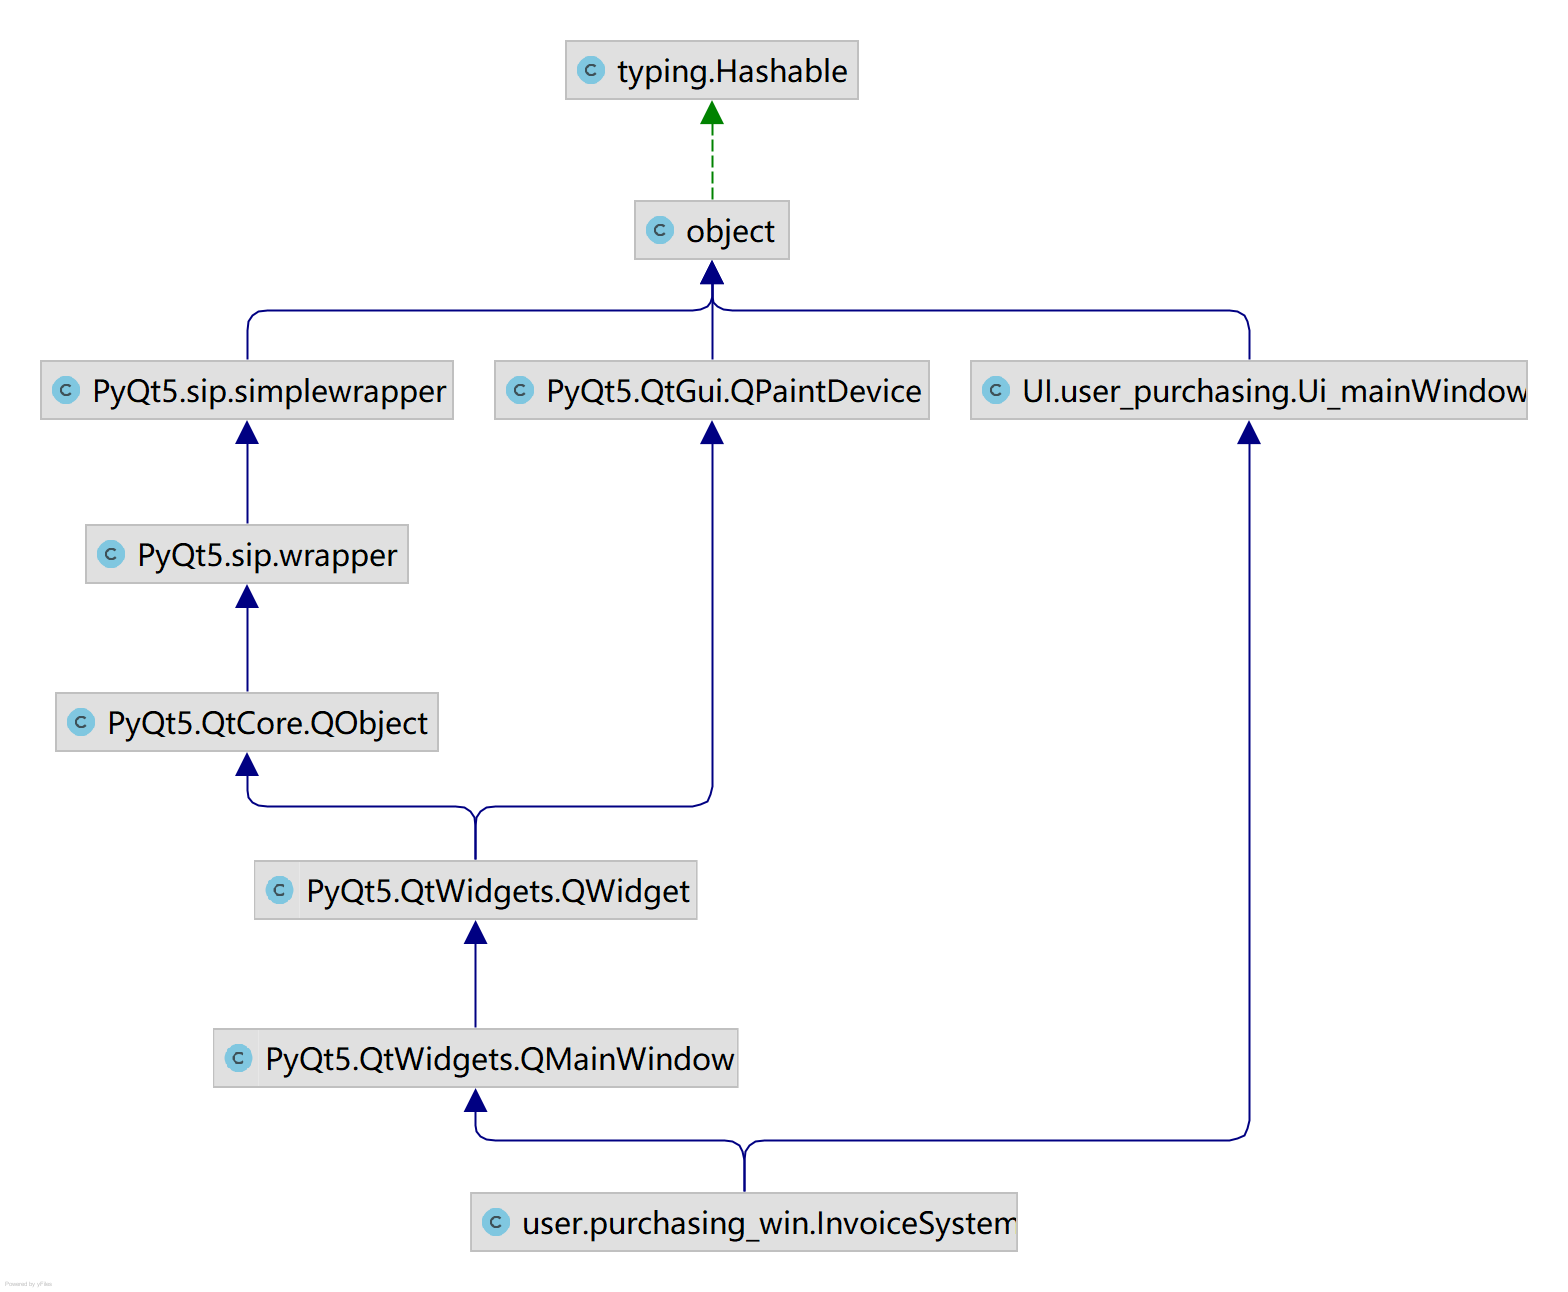 typing.Hashable
object
PyQt5.sip.simplewrapper
PyQt5.QtGui.QPaintDevice
UI.user_purchasing.Ui_mainWindow
PyQt5.sip.wrapper
PyQt5.QtCore.QObject
PyQt5.QtWidgets.QWidget
PyQt5.QtWidgets.QMainWindow
user.purchasing_win.InvoiceSystem
Powered by yFiles